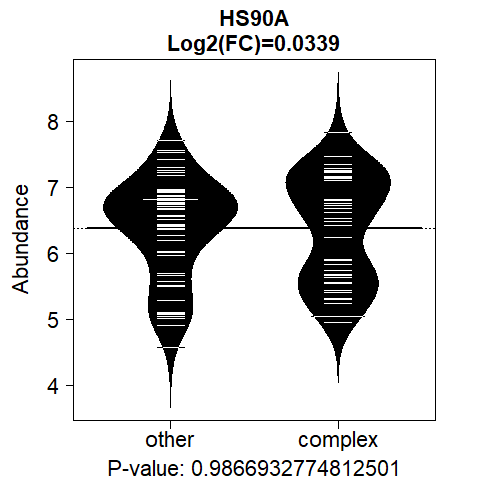 HS90A
Log2(FC)=0.0339
Abundance
8
7
6
5
4
other complex
P-value: 0.9866932774812501